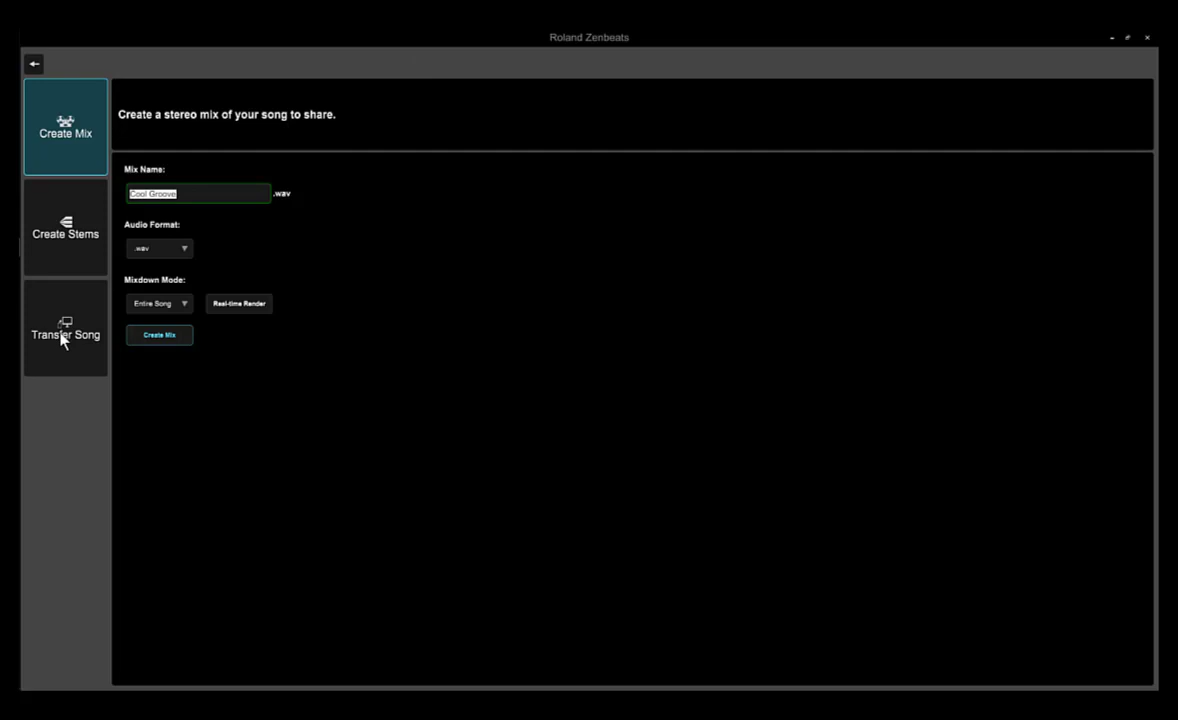 Roland Zenbeats
Create Mix
Create Stems
Transfer Song
Create a stereo mix of your song to share.
Mix Name:
Cool Groove .wav
Audio Format:
.wav
Mixdown Mode:
Entire Song Real-time Render
Create Mix